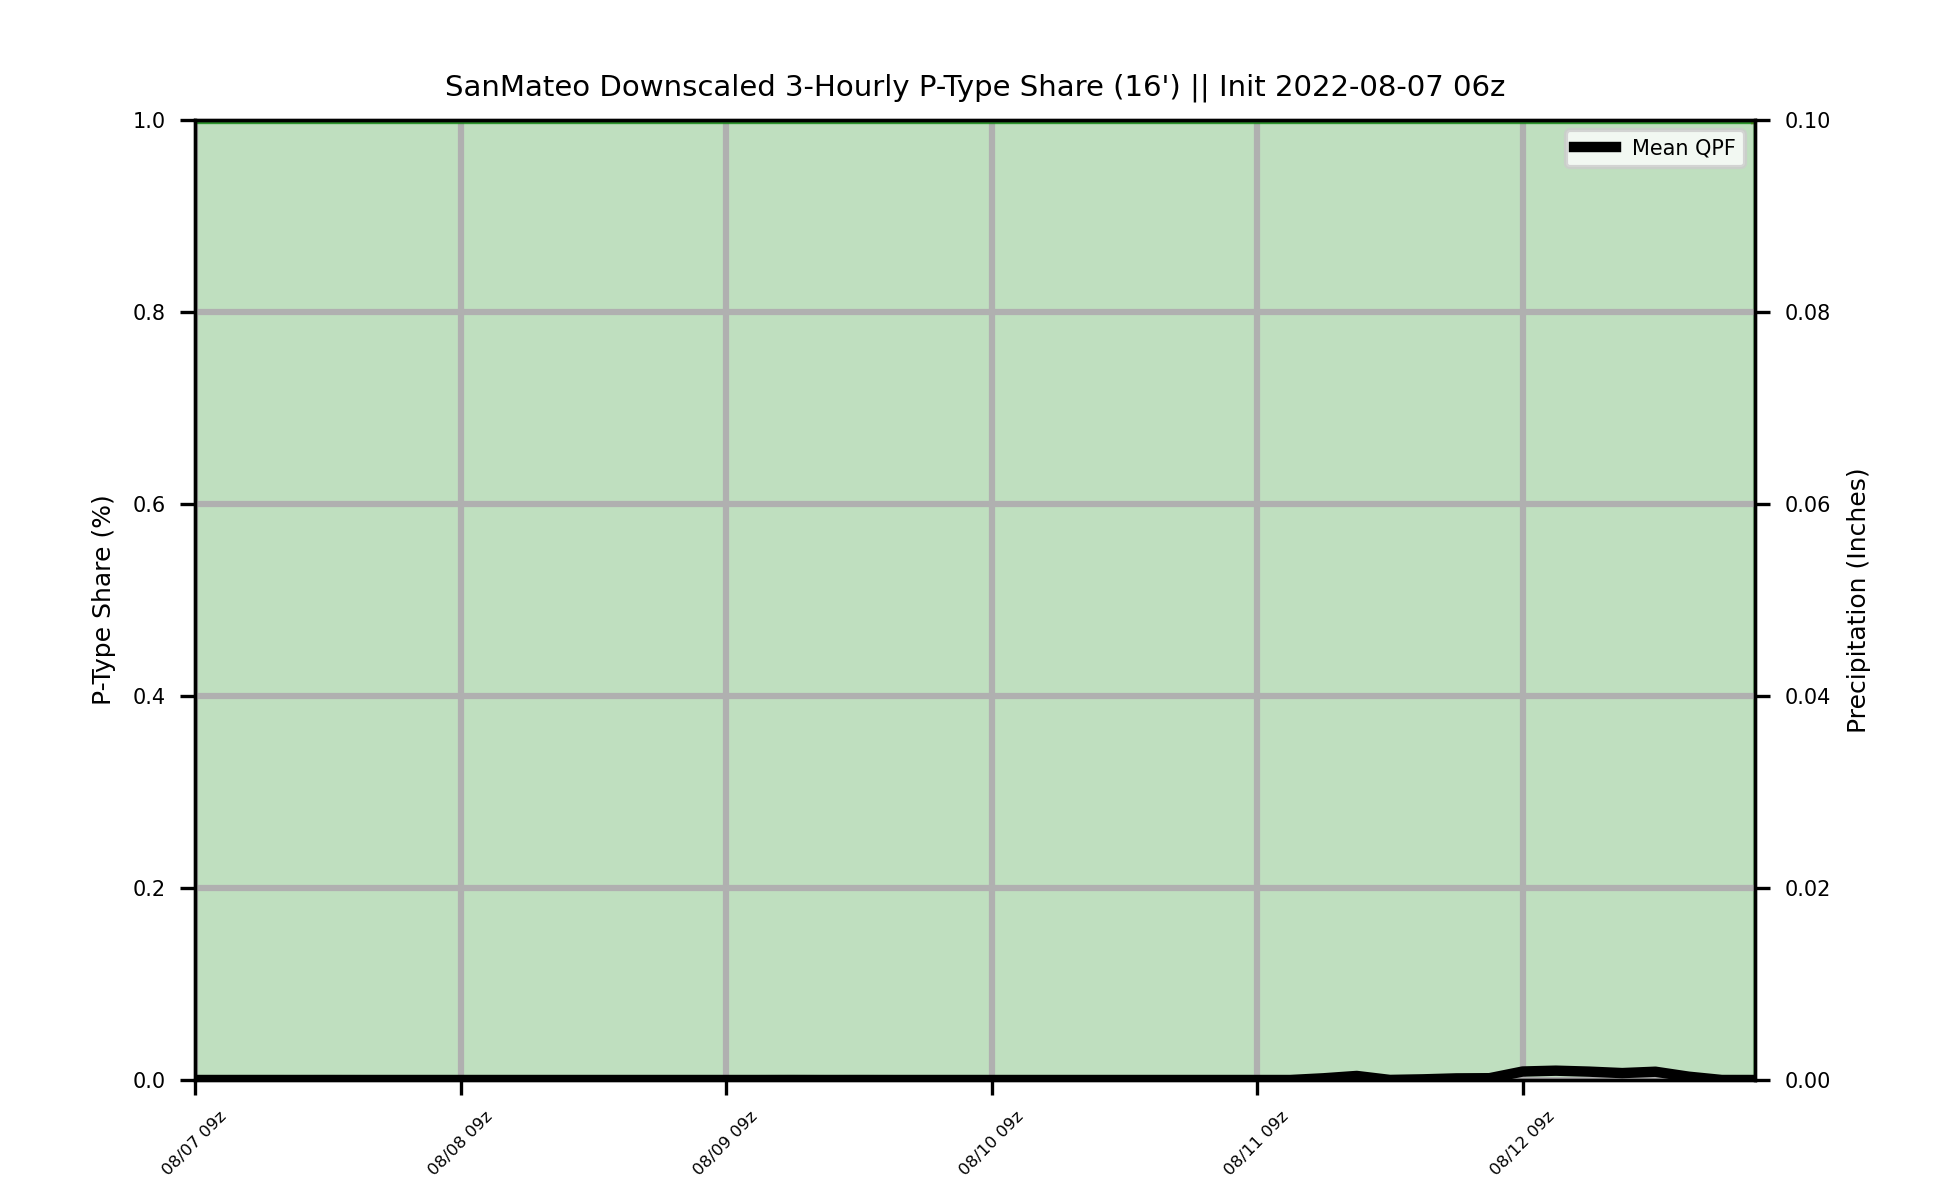 SanMateo Downscaled 3-Hourly P-Type Share (16') || Init 2022-08-07 06z
Mean QPF
P-Type Share (%)
1.0
0.8
0.6
0.4
0.2
0.0
0.10
0.08
0.06
0.04
0.02
0.00
Precipitation (Inches)
08/07 09z
08/08 09z
08/09 09z
08/10 09z
08/11 09z
08/12 09z